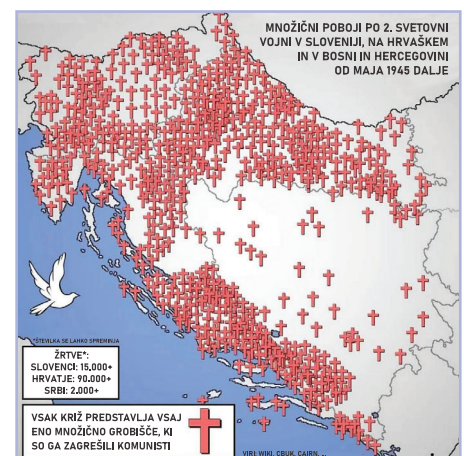 MNOŽIČNI POBOJI PO 2. SVETOVNI
VOJNI V SLOVENIJI, NA HRVAŠKEM
IN V BOSNI IN HERCEGOVINI
OD MAJA 1945 DALJE
*ŠTEVILKA SE LAHKO SPREMINJA
ŽRTVE*:
SLOVENCI: 15.000+
HRVATJE: 90.000+
SRBI: 2.000+
VSAK KRIŽ PREDSTAVLJA VSAJ
ENO MNOŽIČNO GROBIŠČE, KI
SO GA ZAGREŠILI KOMUNISTI
VIRI: WIKI, CBUK, CAIRN,